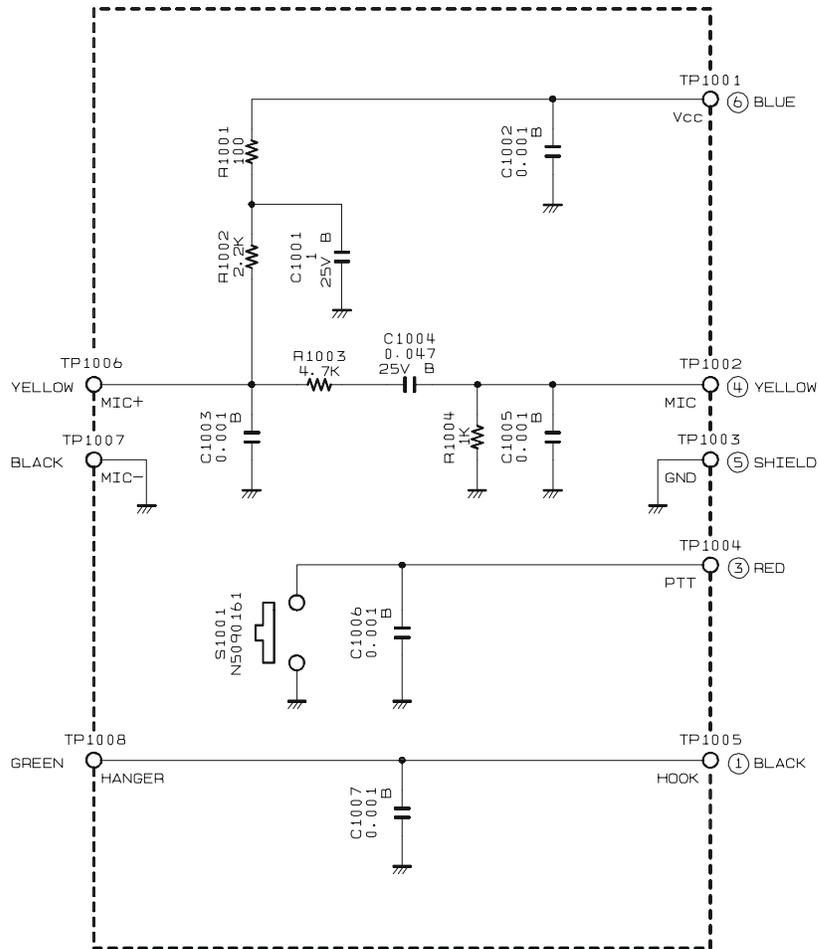 TP1001
6 BLUE
Vcc
R1001
100
C1002
0.001
B
R1002
2.2K
C1001
1
25V B
TP1006
YELLOW
MIC+
R1003
4.7K
C1004
0.047
25V B
TP1002
4 YELLOW
MIC
TP1007
BLACK
MIC-
C1003
0.001
B
R1004
1K
C1005
0.001
B
TP1003
5 SHIELD
GND
TP1004
3 RED
PTT
S1001
N5090161
C1006
0.001
B
TP1008
GREEN
HANGER
TP1005
1 BLACK
HOOK
C1007
0.001
B